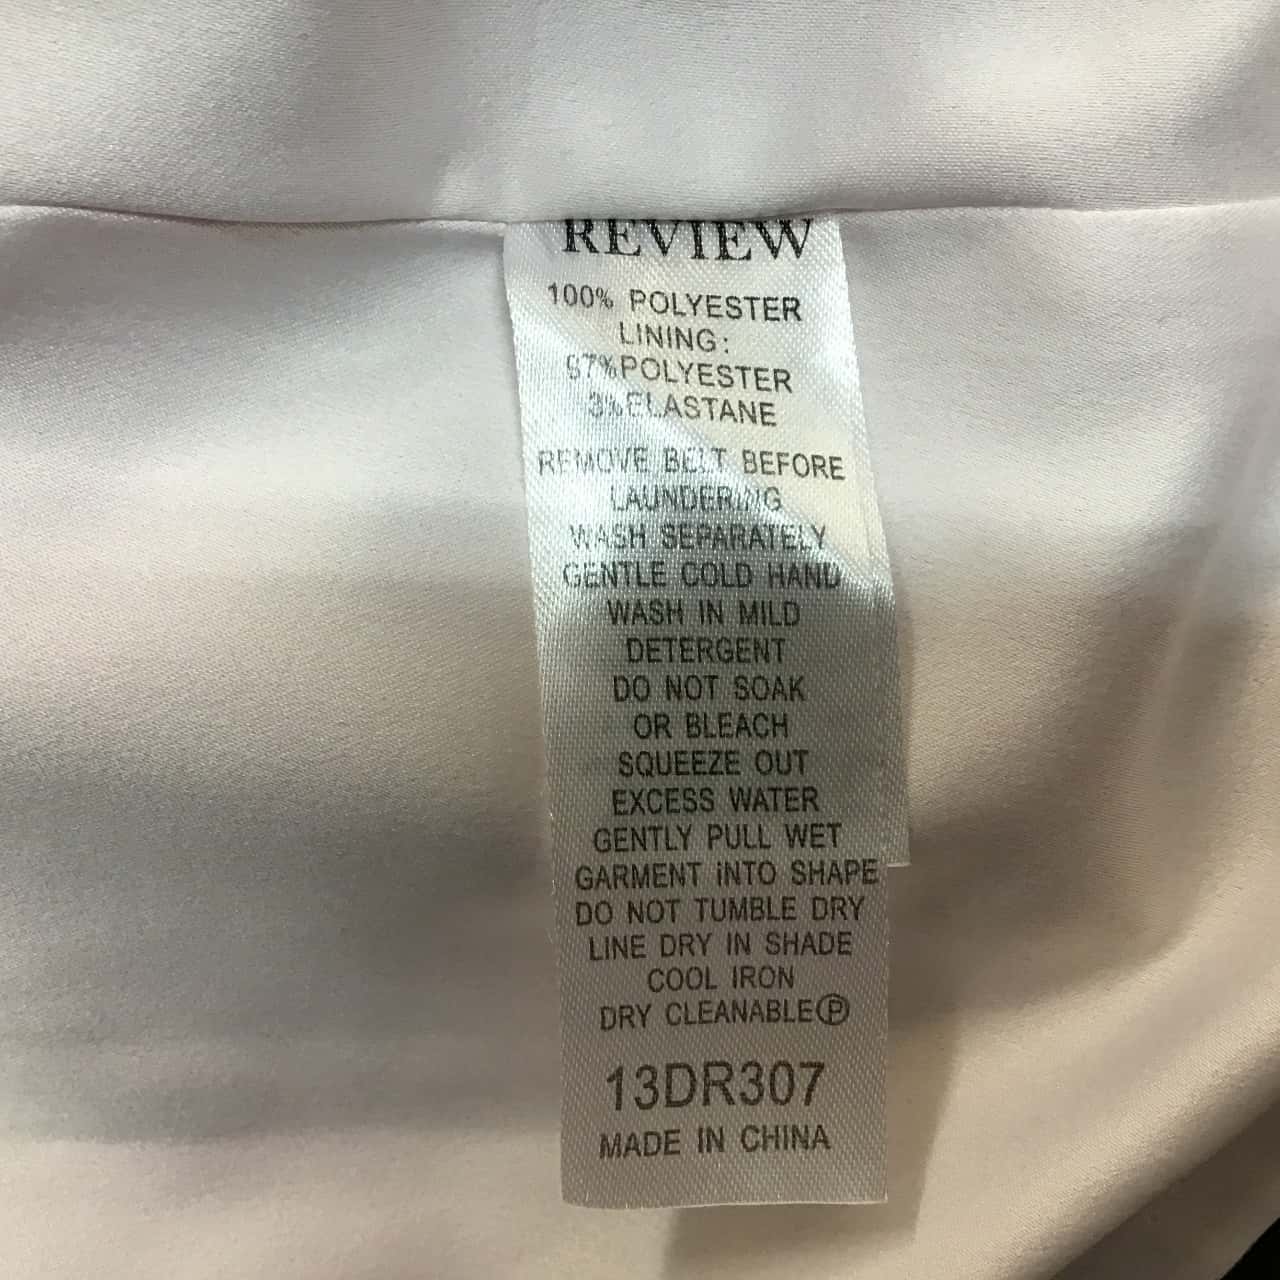 REVIEW
100% POLYESTER
LINING:
97%POLYESTER
3%ELASTANE
REMOVE BELT BEFORE
LAUNDERING
WASH SEPARATELY
GENTLE COLD HAND
WASH IN MILD
DETERGENT
DO NOT SOAK
OR BLEACH
SQUEEZE OUT
EXCESS WATER
GENTLY PULL WET
GARMENT iNTO SHAPE
DO NOT TUMBLE DRY
LINE DRY IN SHADE
COOL IRON
DRY CLEANABLEⓅ
13DR307
MADE IN CHINA